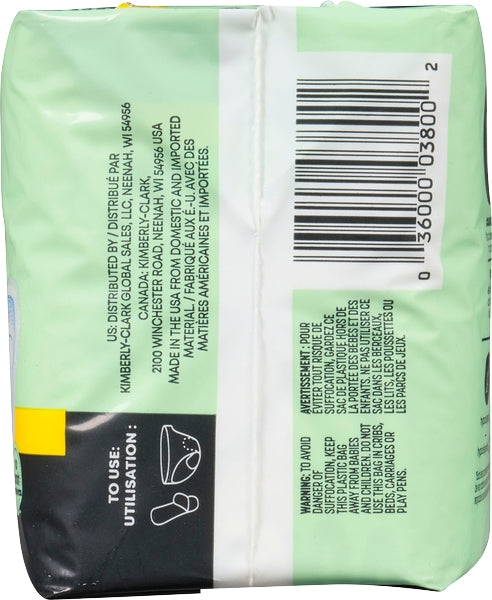 US: DISTRIBUTED BY / DISTRIBUÉ PAR
KIMBERLY-CLARK GLOBAL SALES, LLC, NEENAH, WI 54956
CANADA: KIMBERLY-CLARK,
2100 WINCHESTER ROAD, NEENAH, WI 54956 USA
MADE IN THE USA FROM DOMESTIC AND IMPORTED
MATERIAL. / FABRIQUÉ AUX É.-U. AVEC DES
MATIÈRES AMÉRICAINES ET IMPORTÉES.
TO USE:
UTILISATION :
0 36000 03800 2
WARNING: TO AVOID
DANGER OF
SUFFOCATION, KEEP
THIS PLASTIC BAG
AWAY FROM BABIES
AND CHILDREN. DO NOT
USE THIS BAG IN CRIBS,
BEDS, CARRIAGES OR
PLAY PENS.
AVERTISSEMENT : POUR
ÉVITER TOUT RISQUE DE
SUFFOCATION, GARDEZ CE
SAC DE PLASTIQUE HORS DE
LA PORTÉE DES BÉBÉS ET DES
ENFANTS. NE PAS UTILISER CE
SAC DANS LES BERCEAUX,
LES LITS, LES POUSSETTES OU
LES PARCS DE JEUX.